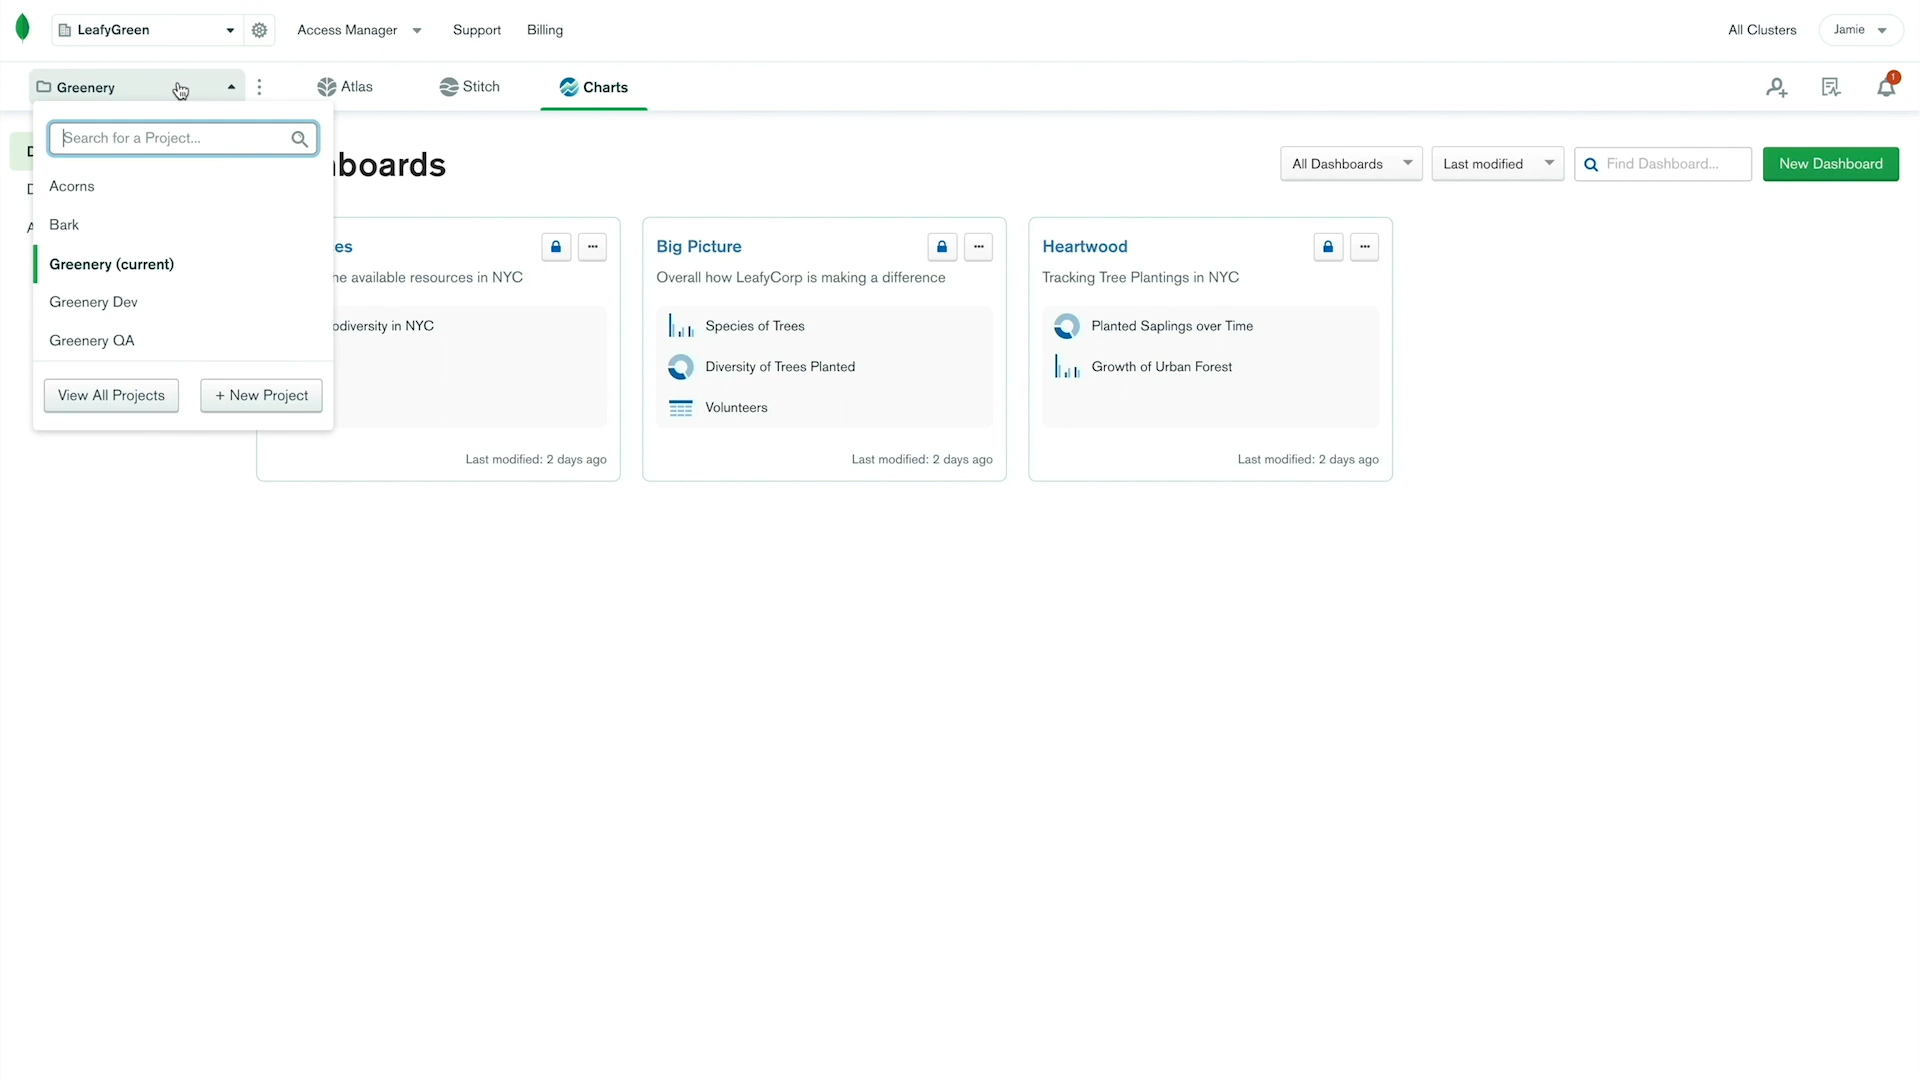 LeafyGreen
Access Manager
Support
Billing
All Clusters
Jamie
Greenery
Atlas
Stitch
Charts
1
Search for a Project...
Acorns
Bark
Greenery (current)
Greenery Dev
Greenery QA
View All Projects
+ New Project
boards
All Dashboards
Last modified
Find Dashboard...
New Dashboard
es
he available resources in NYC
odiversity in NYC
Last modified: 2 days ago
Big Picture
Overall how LeafyCorp is making a difference
Species of Trees
Diversity of Trees Planted
Volunteers
Last modified: 2 days ago
Heartwood
Tracking Tree Plantings in NYC
Planted Saplings over Time
Growth of Urban Forest
Last modified: 2 days ago